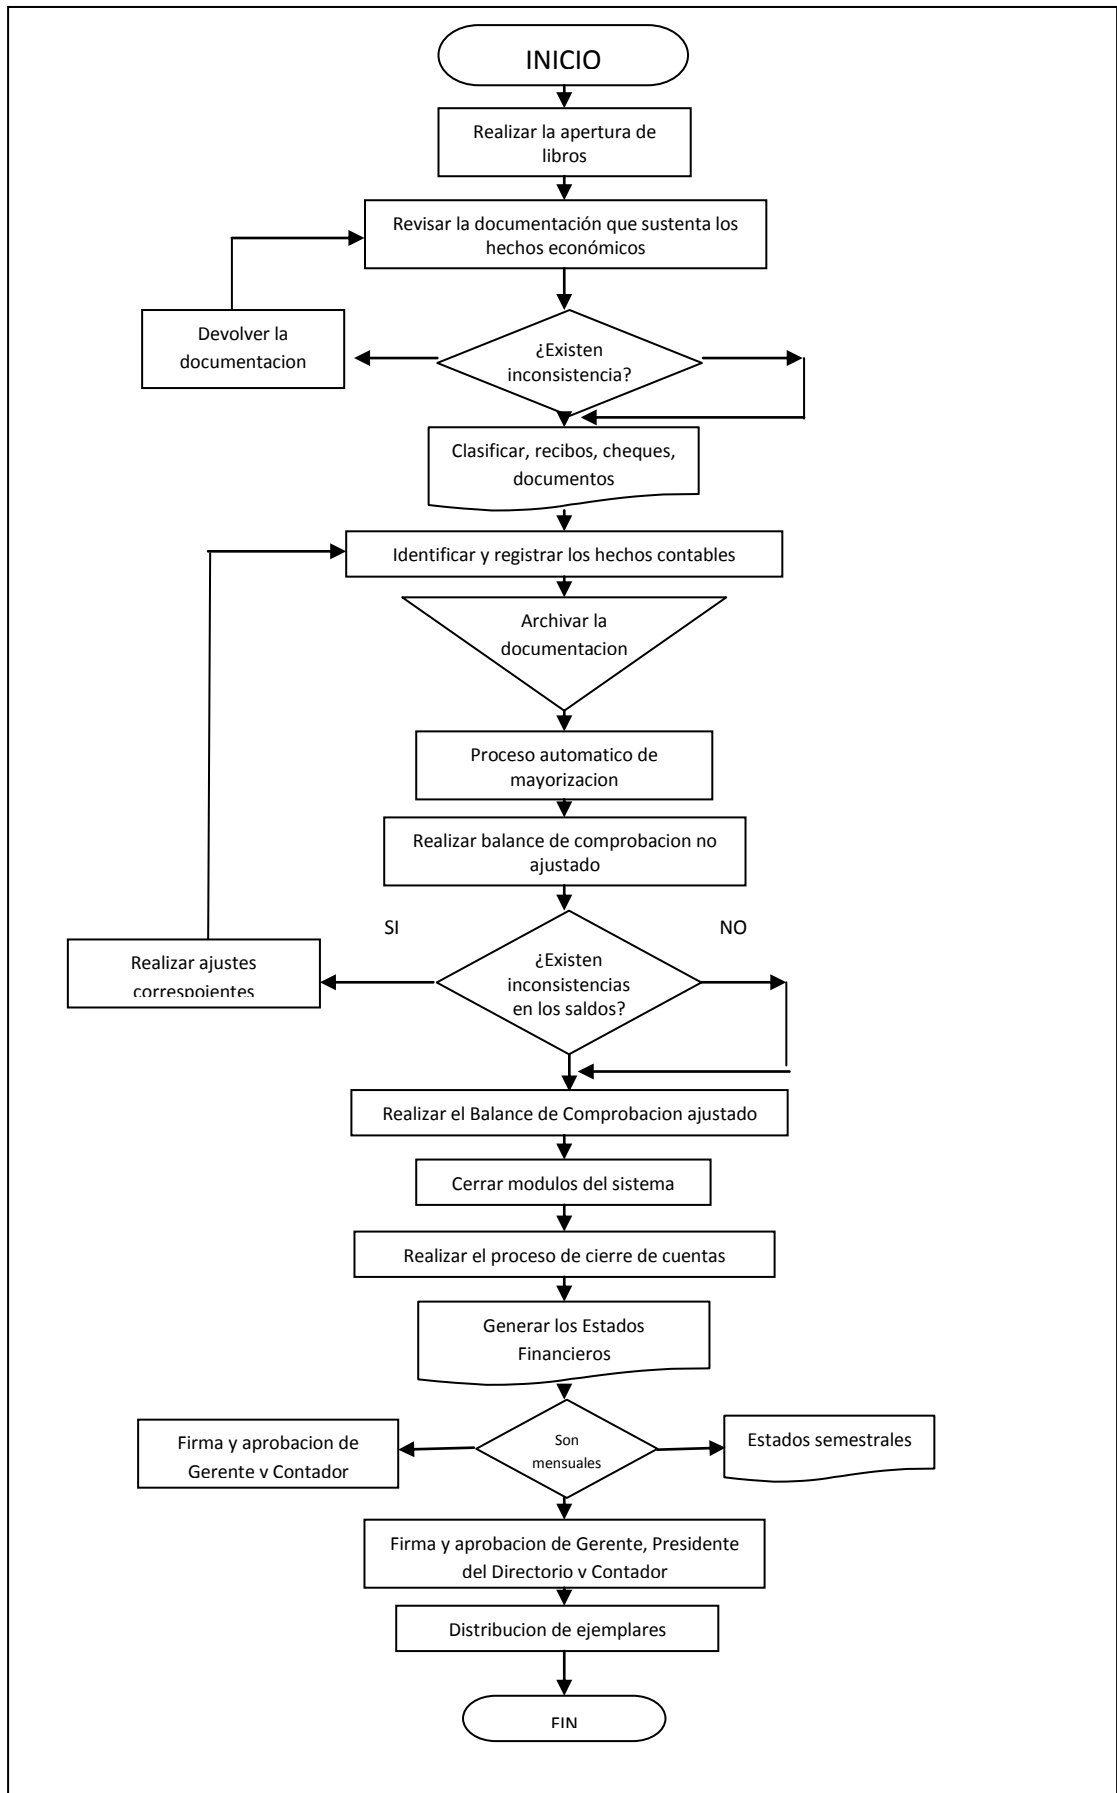 INICIO
Realizar la apertura de
libros
Revisar la documentación que sustenta los
hechos económicos
Devolver la
documentacion
¿Existen
inconsistencia?
Clasificar, recibos, cheques,
documentos
Identificar y registrar los hechos contables
Archivar la
documentacion
Proceso automatico de
mayorizacion
Realizar balance de comprobacion no
ajustado
SI
NO
Realizar ajustes
correspoientes
¿Existen
inconsistencias
en los saldos?
Realizar el Balance de Comprobacion ajustado
Cerrar modulos del sistema
Realizar el proceso de cierre de cuentas
Generar los Estados
Financieros
Firma y aprobacion de
Gerente y Contador
Son
mensuales
Estados semestrales
Firma y aprobacion de Gerente, Presidente
del Directorio y Contador
Distribucion de ejemplares
FIN